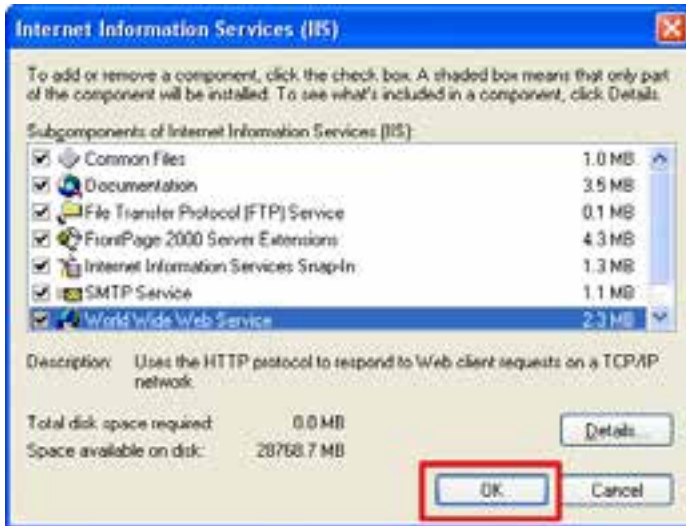 Internet Information Services (IIS)
To add or remove a component, click the check box. A shaded box means that only part
of the component will be installed. To see what's included in a component, click Details.
Subcomponents of Internet Information Services (IIS):
Common Files 1.0 MB
Documentation 3.5 MB
File Transfer Protocol (FTP) Service 0.1 MB
FrontPage 2000 Server Extensions 4.3 MB
Internet Information Services Snap-In 1.3 MB
SMTP Service 1.1 MB
World Wide Web Service 2.3 MB
Description: Uses the HTTP protocol to respond to Web client requests on a TCP/IP
network.
Total disk space required: 0.0 MB
Space available on disk: 28768.7 MB
Details...
OK
Cancel